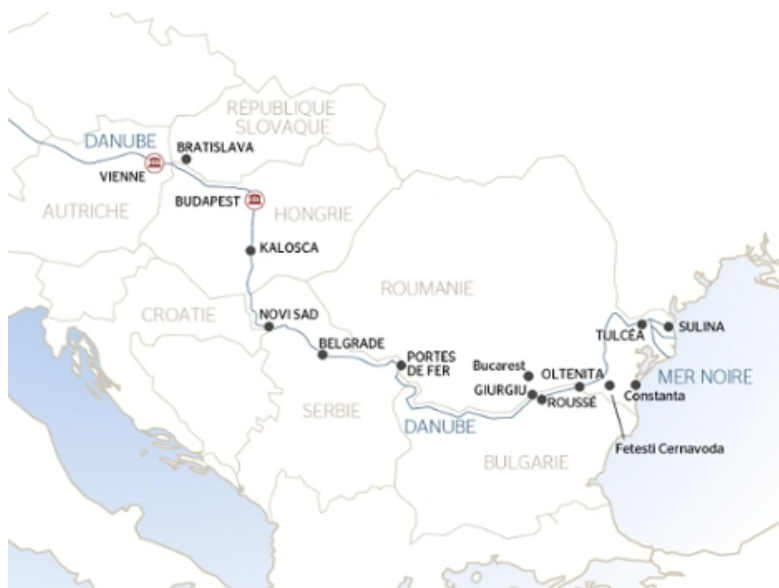 RÉPUBLIQUE
SLOVAQUE
DANUBE
BRATISLAVA
VIENNE
AUTRICHE
BUDAPEST
HONGRIE
KALOSCA
ROUMANIE
CROATIE
NOVI SAD
BELGRADE
PORTES
DE FER
TULCÉA
SULINA
Bucarest
OLTENITA
MER NOIRE
GIURGIU
ROUSSÉ
Constanta
SERBIE
DANUBE
BULGARIE
Fetesti Cernavoda